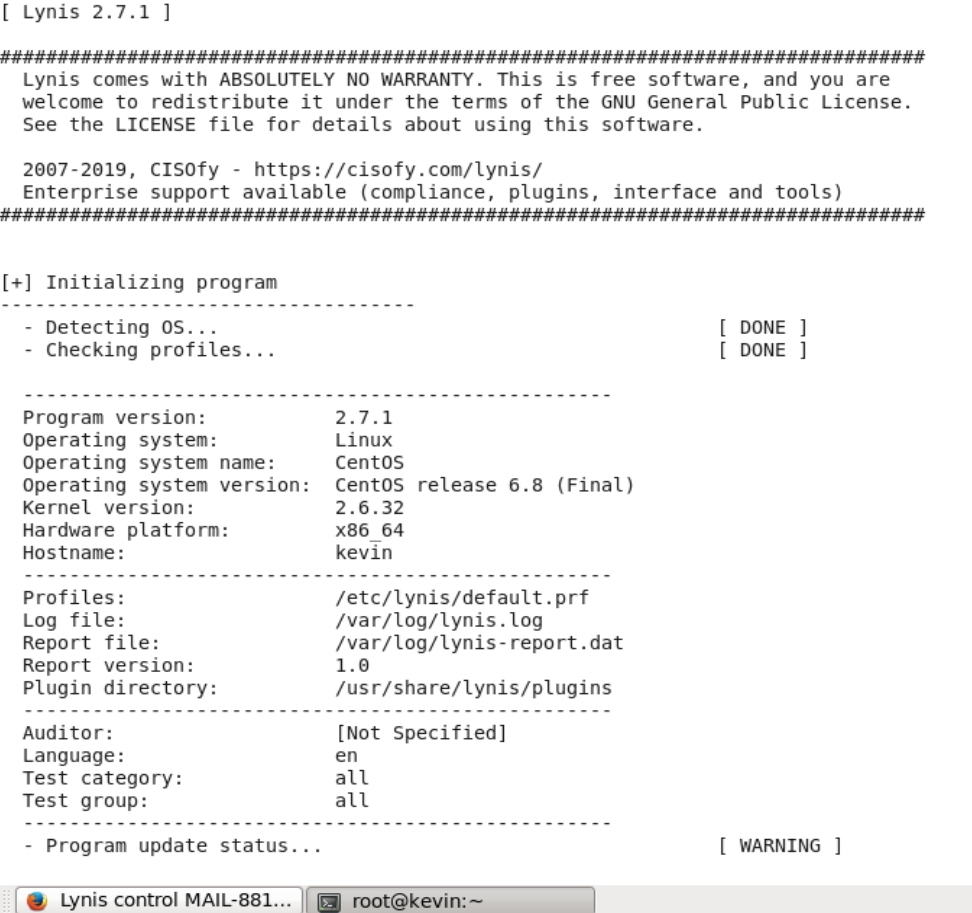 [ Lynis 2.7.1 ]
################################################################################
Lynis comes with ABSOLUTELY NO WARRANTY. This is free software, and you are
welcome to redistribute it under the terms of the GNU General Public License.
See the LICENSE file for details about using this software.
2007-2019, CISOfy - https://cisofy.com/lynis/
Enterprise support available (compliance, plugins, interface and tools)
################################################################################
[+] Initializing program
------------------------------------
- Detecting OS... [ DONE ]
- Checking profiles... [ DONE ]
---------------------------------------------------
Program version: 2.7.1
Operating system: Linux
Operating system name: CentOS
Operating system version: CentOS release 6.8 (Final)
Kernel version: 2.6.32
Hardware platform: x86_64
Hostname: kevin
---------------------------------------------------
Profiles: /etc/lynis/default.prf
Log file: /var/log/lynis.log
Report file: /var/log/lynis-report.dat
Report version: 1.0
Plugin directory: /usr/share/lynis/plugins
---------------------------------------------------
Auditor: [Not Specified]
Language: en
Test category: all
Test group: all
---------------------------------------------------
- Program update status... [ WARNING ]
Lynis control MAIL-881... root@kevin:~